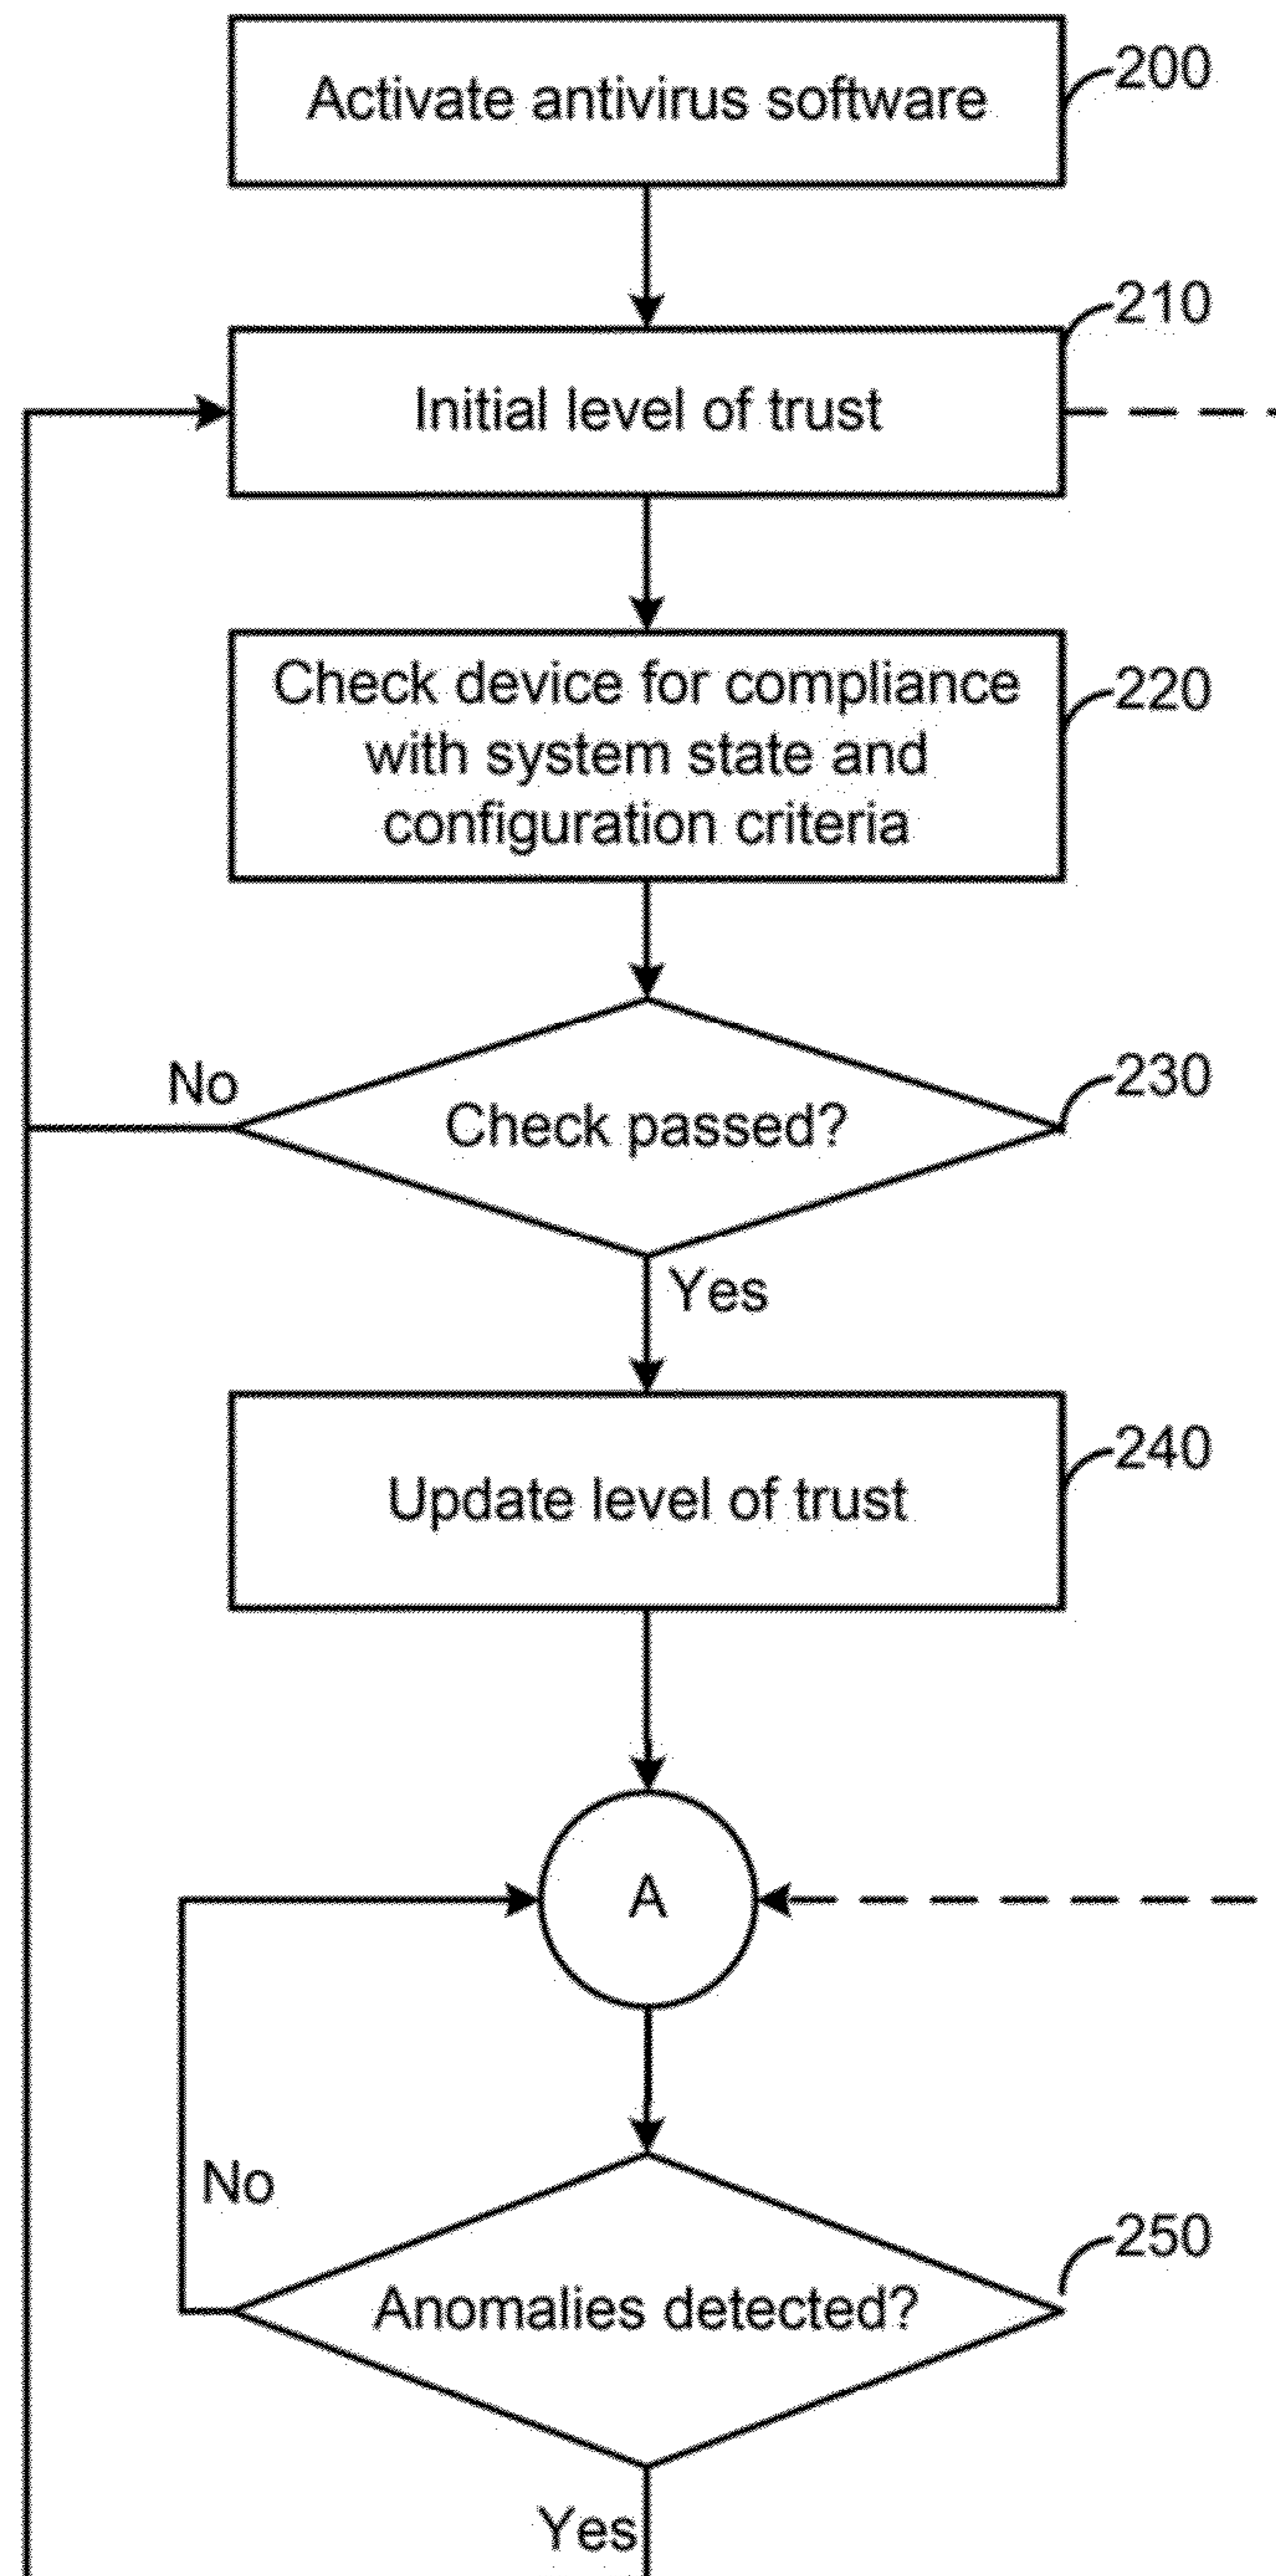 Activate antivirus software
200
210
Initial level of trust
Check device for compliance
with system state and
configuration criteria
220
No
Check passed?
230
Yes
Update level of trust
240
A
No
Anomalies detected?
250
Yes